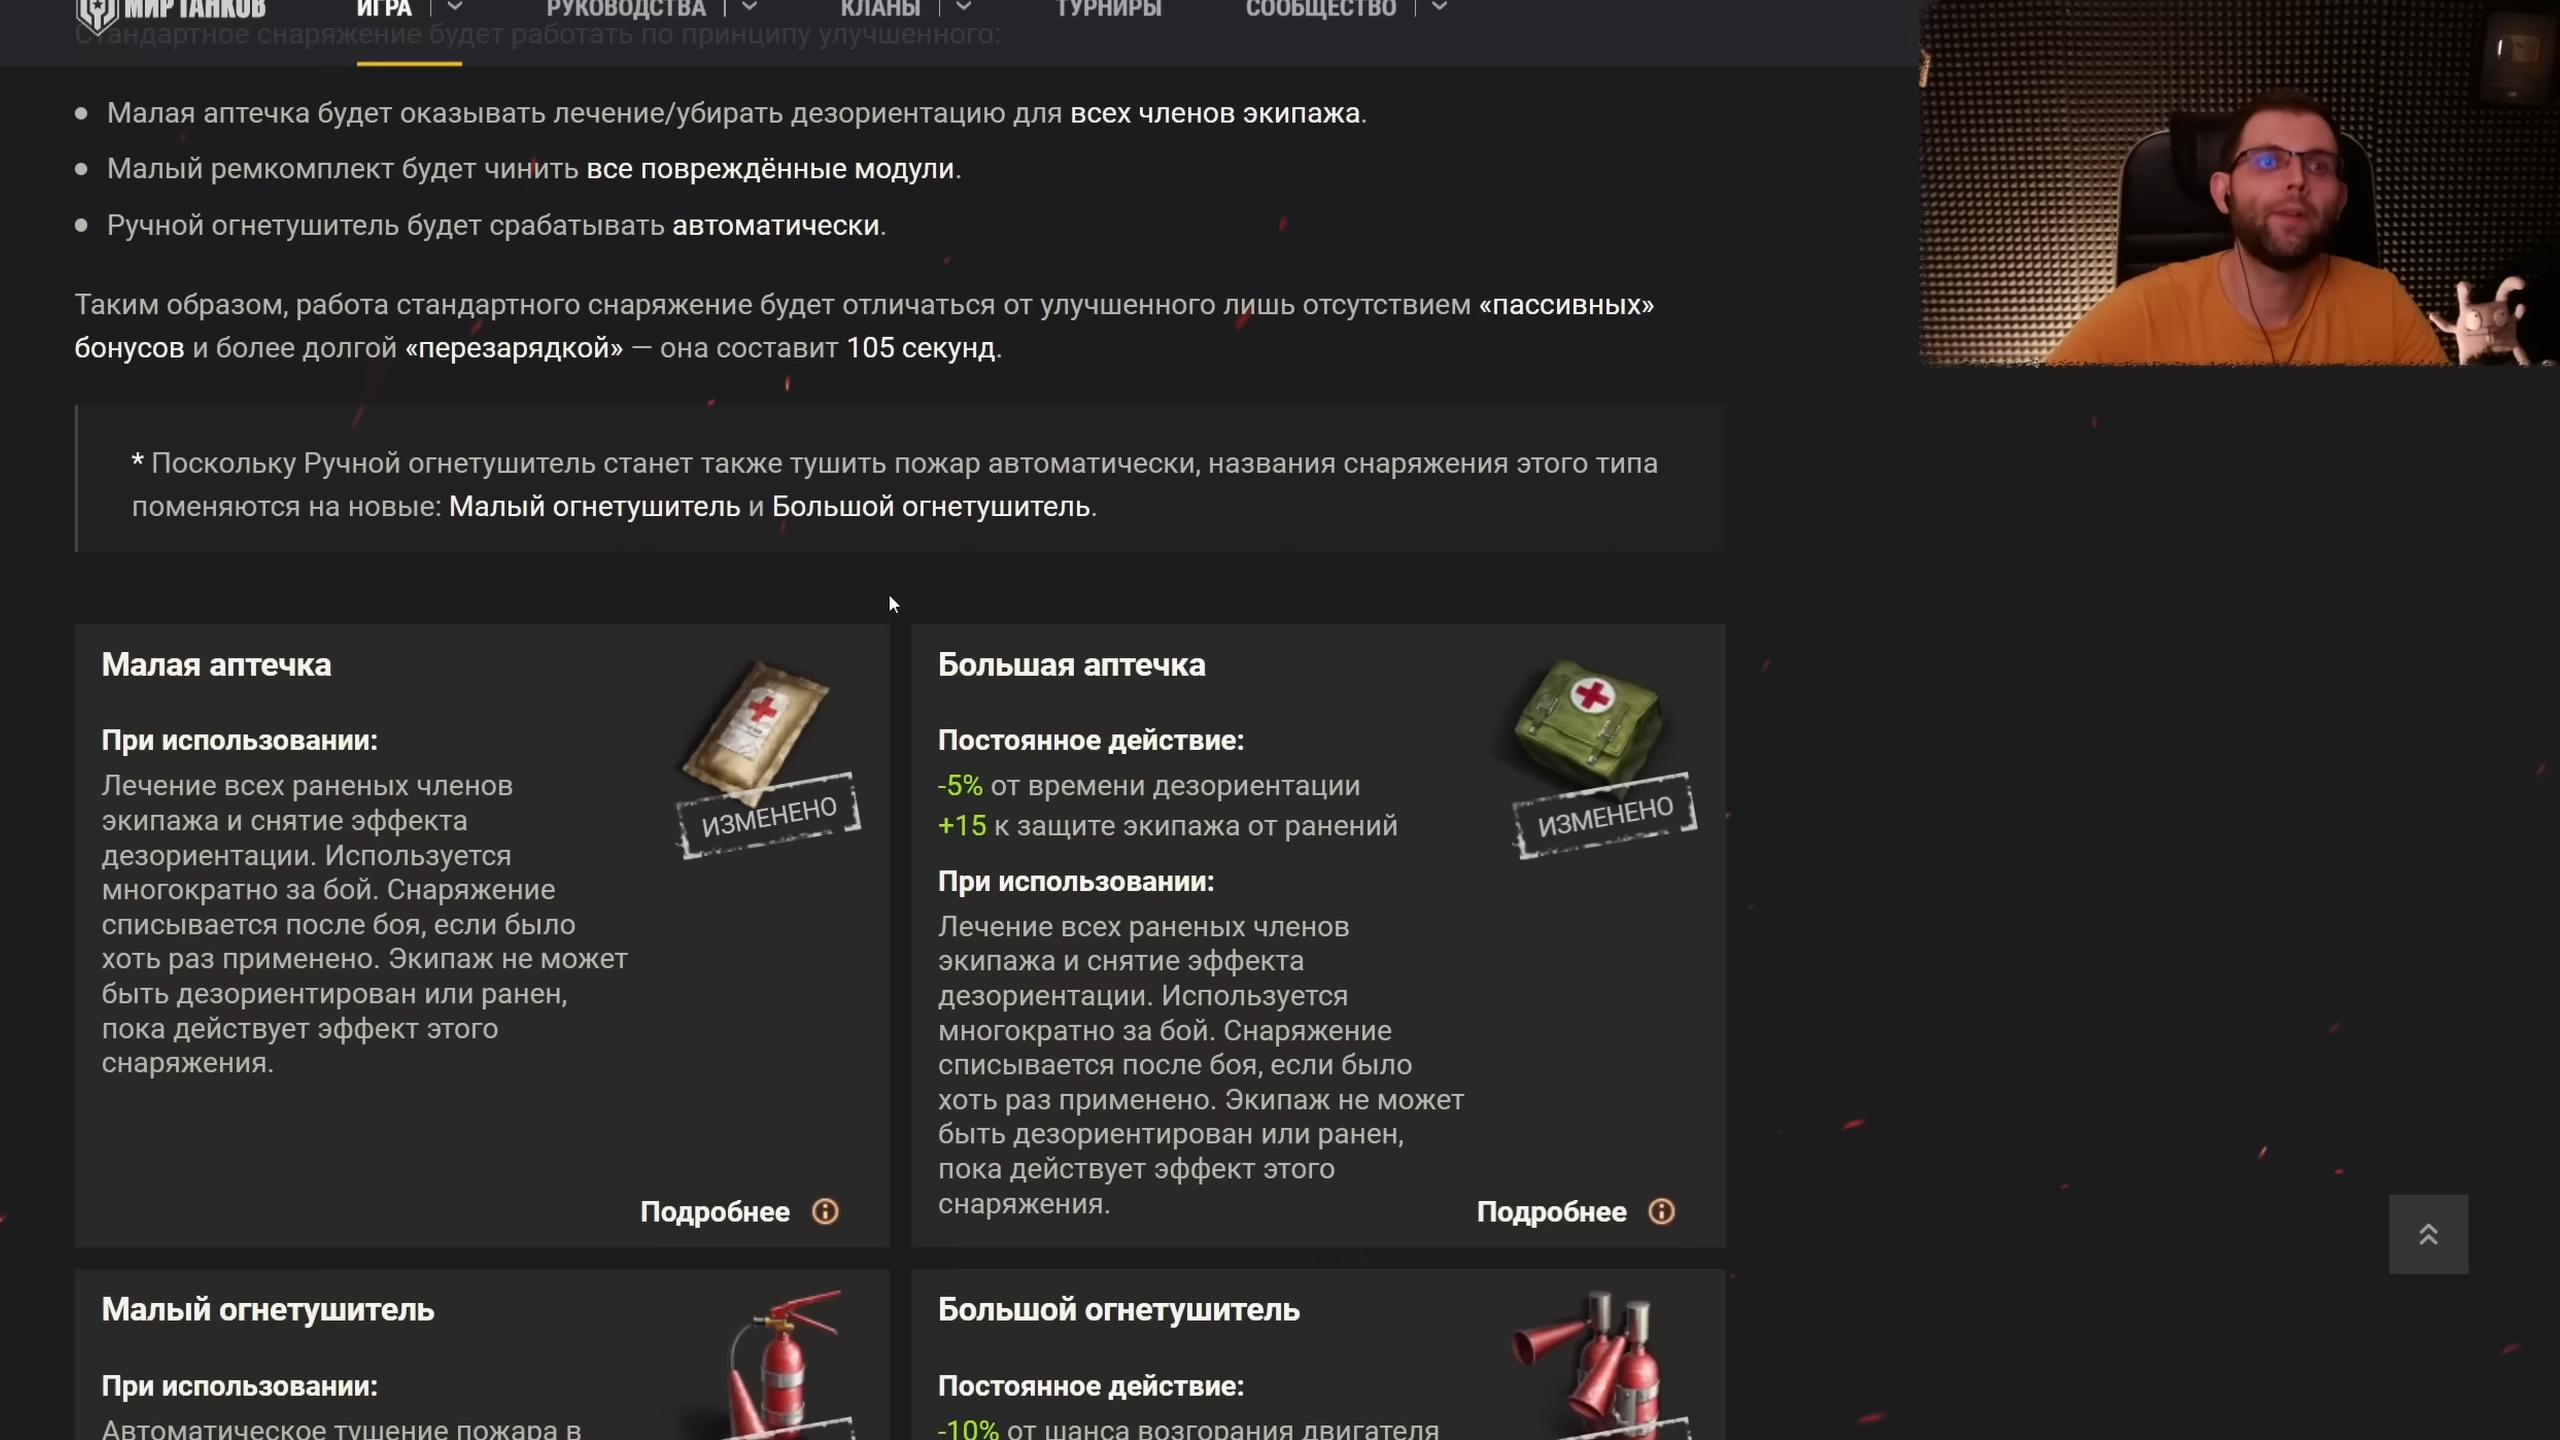 МИР ТАНКОВ
ИГРА
РУКОВОДСТВА
КЛАНЫ
ТУРНИРЫ
СООБЩЕСТВО
Стандартное снаряжение будет работать по принципу улучшенного:
Малая аптечка будет оказывать лечение/убирать дезориентацию для всех членов экипажа.
Малый ремкомплект будет чинить все повреждённые модули.
Ручной огнетушитель будет срабатывать автоматически.
Таким образом, работа стандартного снаряжение будет отличаться от улучшенного лишь отсутствием «пассивных»
бонусов и более долгой «перезарядкой» — она составит 105 секунд.
* Поскольку Ручной огнетушитель станет также тушить пожар автоматически, названия снаряжения этого типа
поменяются на новые: Малый огнетушитель и Большой огнетушитель.
Малая аптечка
При использовании:
Лечение всех раненых членов
экипажа и снятие эффекта
дезориентации. Используется
многократно за бой. Снаряжение
списывается после боя, если было
хоть раз применено. Экипаж не может
быть дезориентирован или ранен,
пока действует эффект этого
снаряжения.
ИЗМЕНЕНО
Подробнее
Большая аптечка
Постоянное действие:
-5% от времени дезориентации
+15 к защите экипажа от ранений
При использовании:
Лечение всех раненых членов
экипажа и снятие эффекта
дезориентации. Используется
многократно за бой. Снаряжение
списывается после боя, если было
хоть раз применено. Экипаж не может
быть дезориентирован или ранен,
пока действует эффект этого
снаряжения.
ИЗМЕНЕНО
Подробнее
Малый огнетушитель
При использовании:
Автоматическое тушение пожара в
Большой огнетушитель
Постоянное действие:
-10% от шанса возгорания двигателя